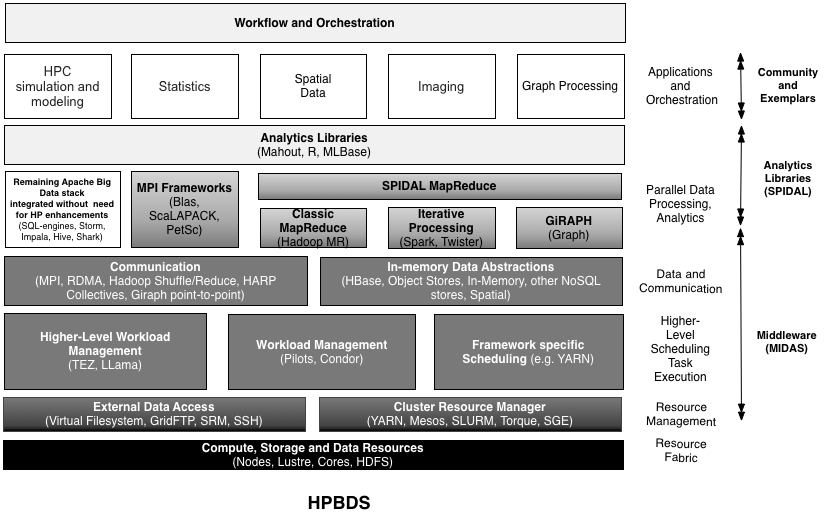 Workflow and Orchestration
HPC
simulation and
modeling
Statistics
Spatial
Data
Imaging
Graph Processing
Applications
and
Orchestration
Community
and
Exemplars
Analytics Libraries
(Mahout, R, MLBase)
Remaining Apache Big
Data stack
integrated without need
for HP enhancements
(SQL-engines, Storm,
Impala, Hive, Shark)
MPI Frameworks
(Blas,
ScaLAPACK,
PetSc)
SPIDAL MapReduce
Classic
MapReduce
(Hadoop MR)
Iterative
Processing
(Spark, Twister)
GiRAPH
(Graph)
Parallel Data
Processing,
Analytics
Analytics
Libraries
(SPIDAL)
Communication
(MPI, RDMA, Hadoop Shuffle/Reduce, HARP
Collectives, Giraph point-to-point)
In-memory Data Abstractions
(HBase, Object Stores, In-Memory, other NoSQL
stores, Spatial)
Data and
Communication
Higher-Level Workload
Management
(TEZ, LLama)
Workload Management
(Pilots, Condor)
Framework specific
Scheduling (e.g. YARN)
Higher-
Level
Scheduling
Task
Execution
Middleware
(MIDAS)
External Data Access
(Virtual Filesystem, GridFTP, SRM, SSH)
Cluster Resource Manager
(YARN, Mesos, SLURM, Torque, SGE)
Resource
Management
Compute, Storage and Data Resources
(Nodes, Lustre, Cores, HDFS)
Resource
Fabric
HPBDS